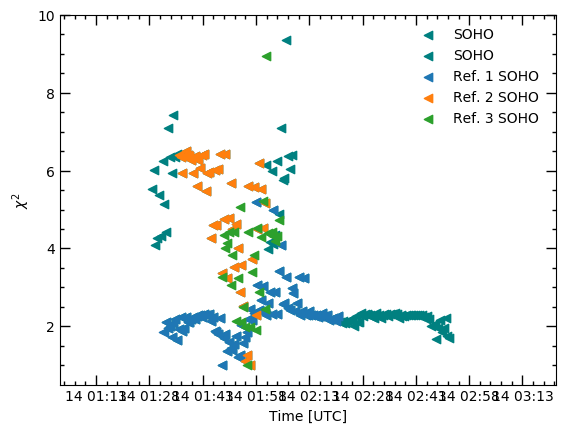 10
8
6
4
2
χ²
SOHO
SOHO
Ref. 1 SOHO
Ref. 2 SOHO
Ref. 3 SOHO
14 01:13 14 01:28 14 01:43 14 01:58 14 02:13 14 02:28 14 02:43 14 02:58 14 03:13
Time [UTC]